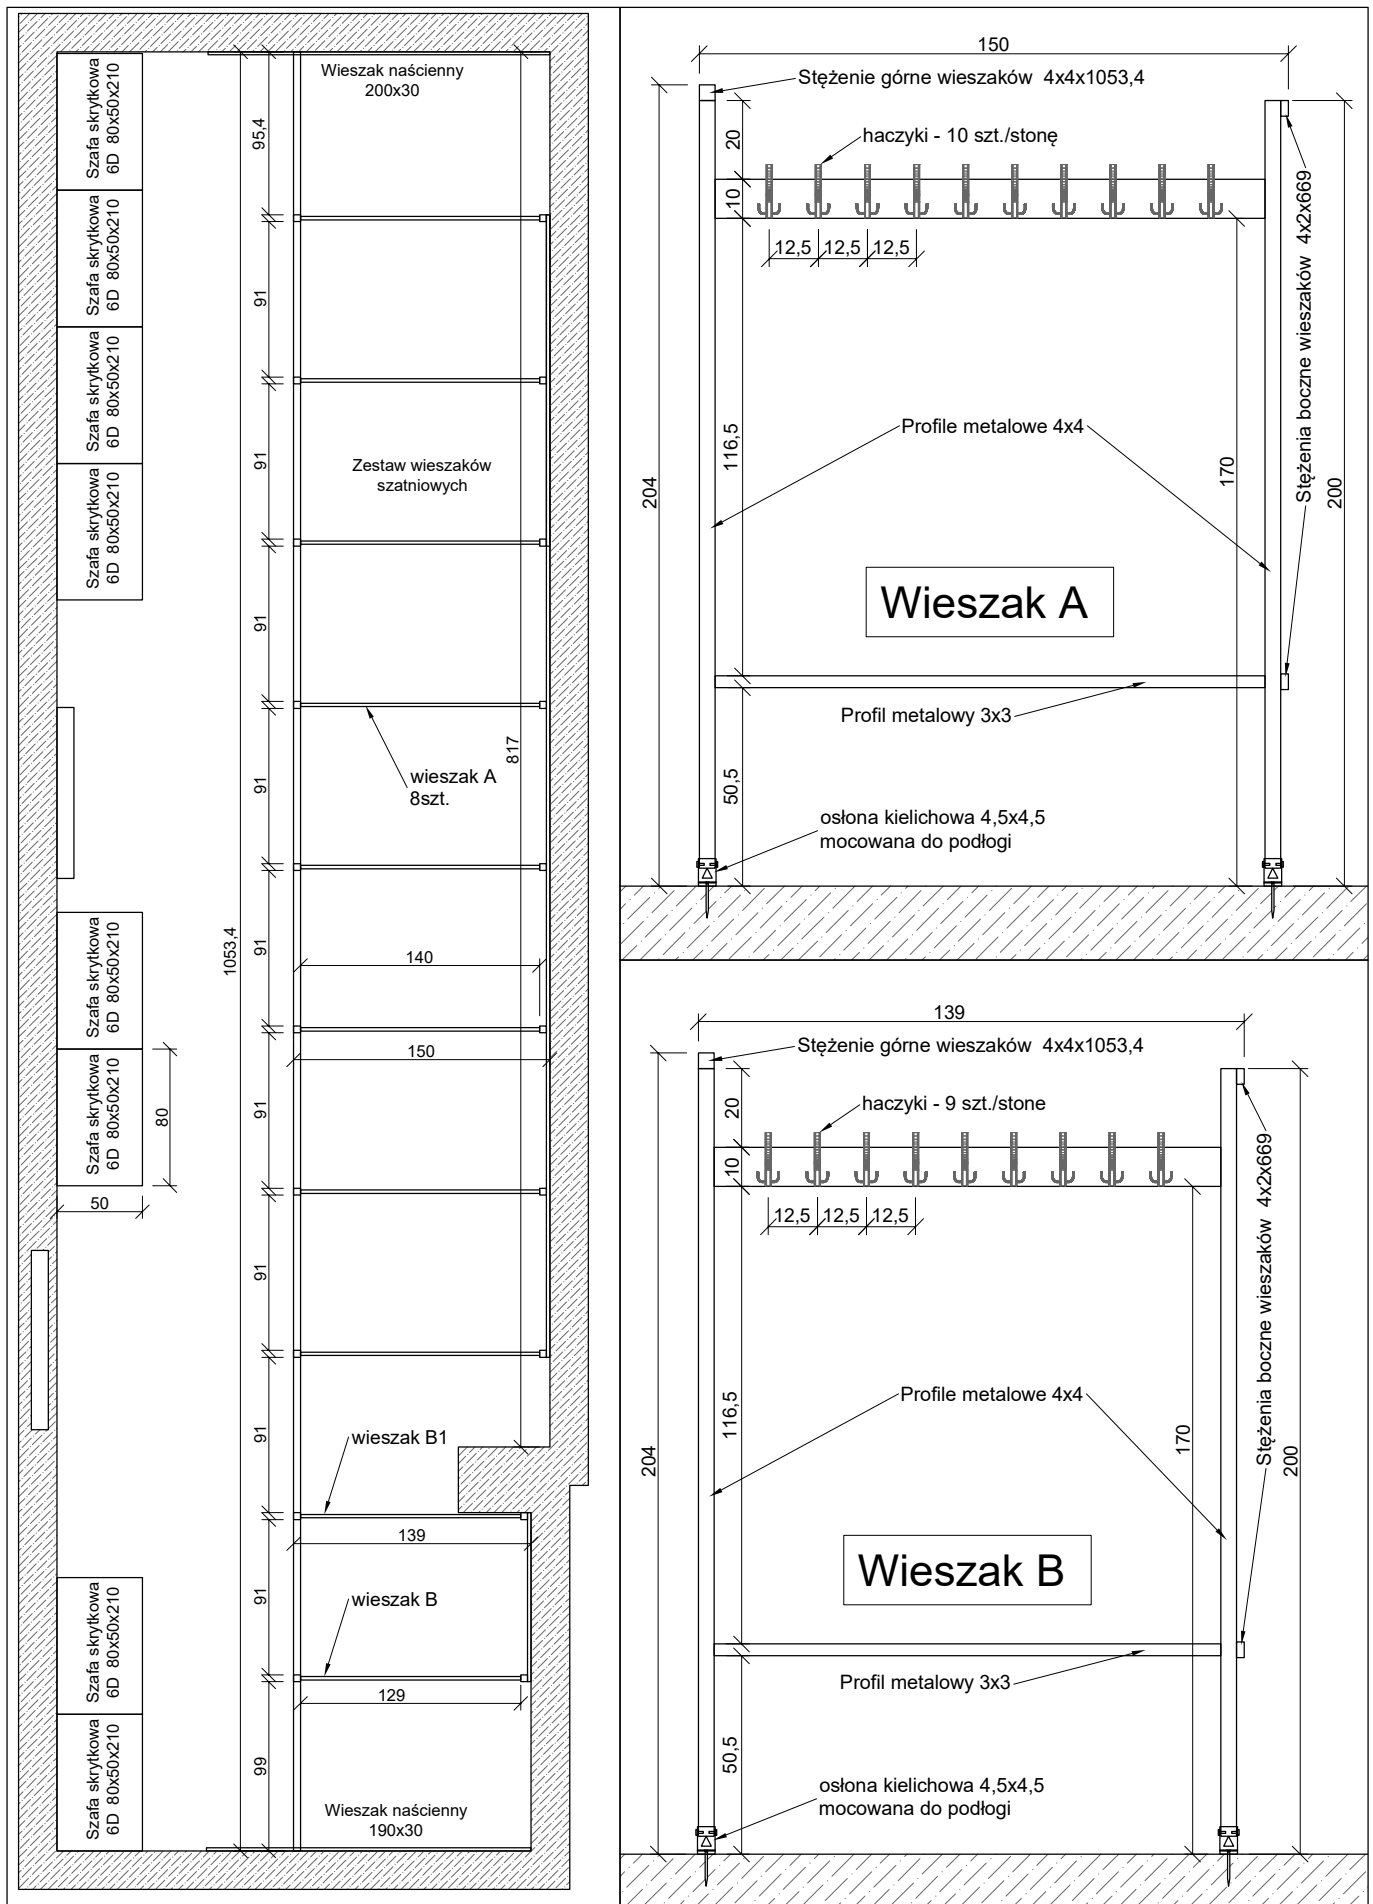 Wieszak naścienny
200x30
Szafa skrytkowa
6D 80x50x210
Szafa skrytkowa
6D 80x50x210
Szafa skrytkowa
6D 80x50x210
Szafa skrytkowa
6D 80x50x210
95,4
91
91
91
91
91
91
91
91
91
91
99
1053,4
817
Zestaw wieszaków
szatniowych
wieszak A
8szt.
140
150
Szafa skrytkowa
6D 80x50x210
Szafa skrytkowa
6D 80x50x210
80
50
wieszak B1
139
wieszak B
129
Szafa skrytkowa
6D 80x50x210
Szafa skrytkowa
6D 80x50x210
Wieszak naścienny
190x30
150
Stężenie górne wieszaków 4x4x1053,4
haczyki - 10 szt./stonę
20
10
12,5
12,5
12,5
Stężenia boczne wieszaków 4x2x669
Profile metalowe 4x4
116,5
204
170
200
Wieszak A
Profil metalowy 3x3
50,5
osłona kielichowa 4,5x4,5
mocowana do podłogi
139
Stężenie górne wieszaków 4x4x1053,4
haczyki - 9 szt./stone
20
10
12,5
12,5
12,5
Stężenia boczne wieszaków 4x2x669
Profile metalowe 4x4
116,5
204
170
200
Wieszak B
Profil metalowy 3x3
50,5
osłona kielichowa 4,5x4,5
mocowana do podłogi